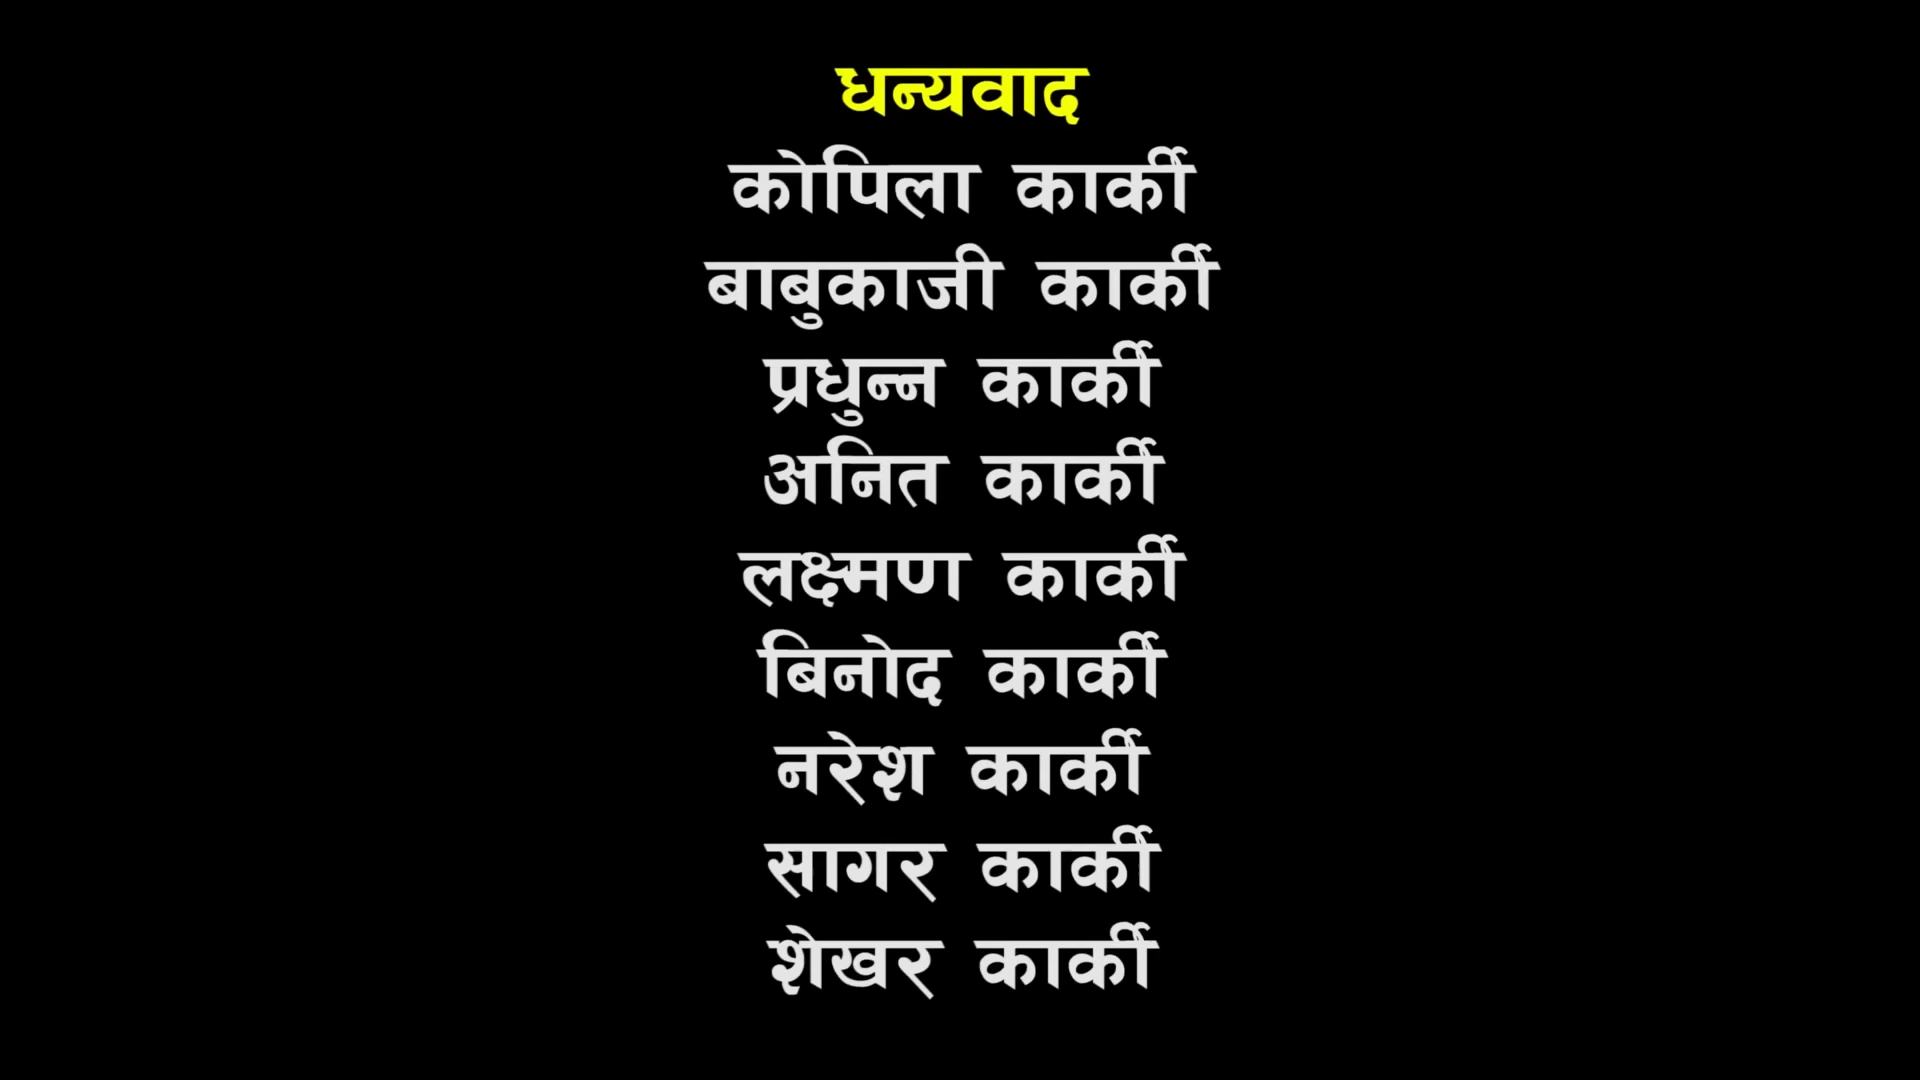 धन्यवाद
कोपिला कार्की
बाबुकाजी कार्की
प्रधुन्न कार्की
अनित कार्की
लक्ष्मण कार्की
बिनोद कार्की
नरेश कार्की
सागर कार्की
शेखर कार्की